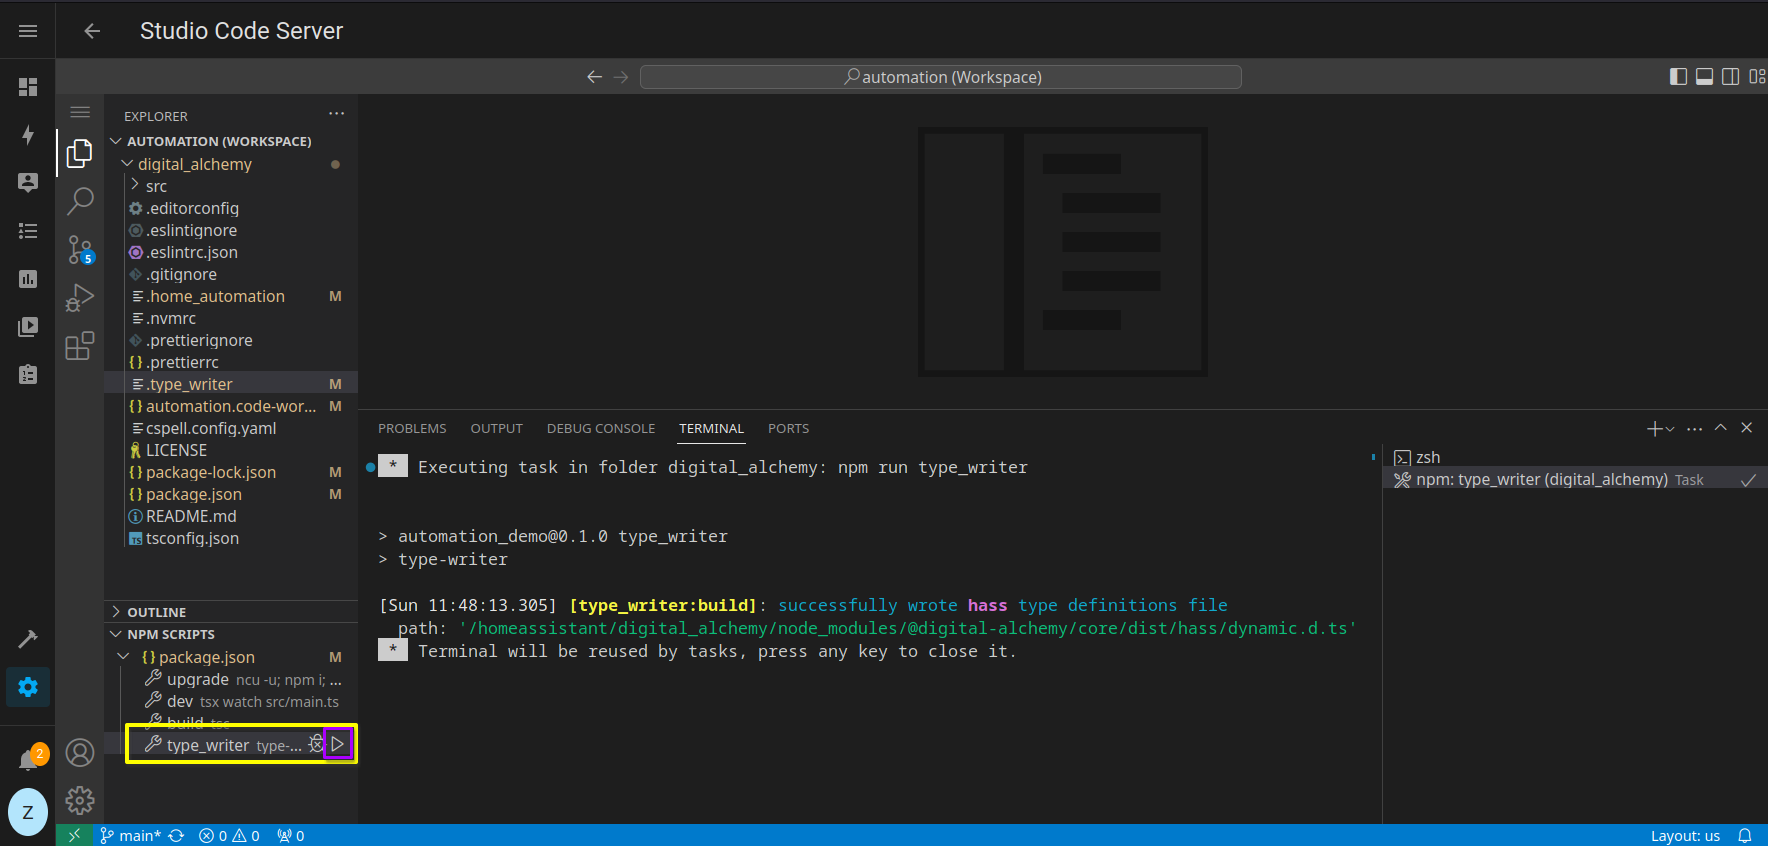 Studio Code Server
automation (Workspace)
EXPLORER
AUTOMATION (WORKSPACE)
digital_alchemy
src
.editorconfig
.eslintignore
.eslintrc.json
.gitignore
.home_automation M
.nvmrc
.prettierignore
.prettierrc
.type_writer M
automation.code-wor... M
cspell.config.yaml
LICENSE
package-lock.json M
package.json M
README.md
tsconfig.json
OUTLINE
NPM SCRIPTS
package.json M
upgrade ncu -u; npm i; ...
dev tsx watch src/main.ts
build tsc
type_writer type-...
5
2
Z
PROBLEMS OUTPUT DEBUG CONSOLE TERMINAL PORTS
* Executing task in folder digital_alchemy: npm run type_writer
> automation_demo@0.1.0 type_writer
> type-writer
[Sun 11:48:13.305] [type_writer:build]: successfully wrote hass type definitions file
path: '/homeassistant/digital_alchemy/node_modules/@digital-alchemy/core/dist/hass/dynamic.d.ts'
* Terminal will be reused by tasks, press any key to close it.
zsh
npm: type_writer (digital_alchemy) Task
main* 0 0 0
Layout: us